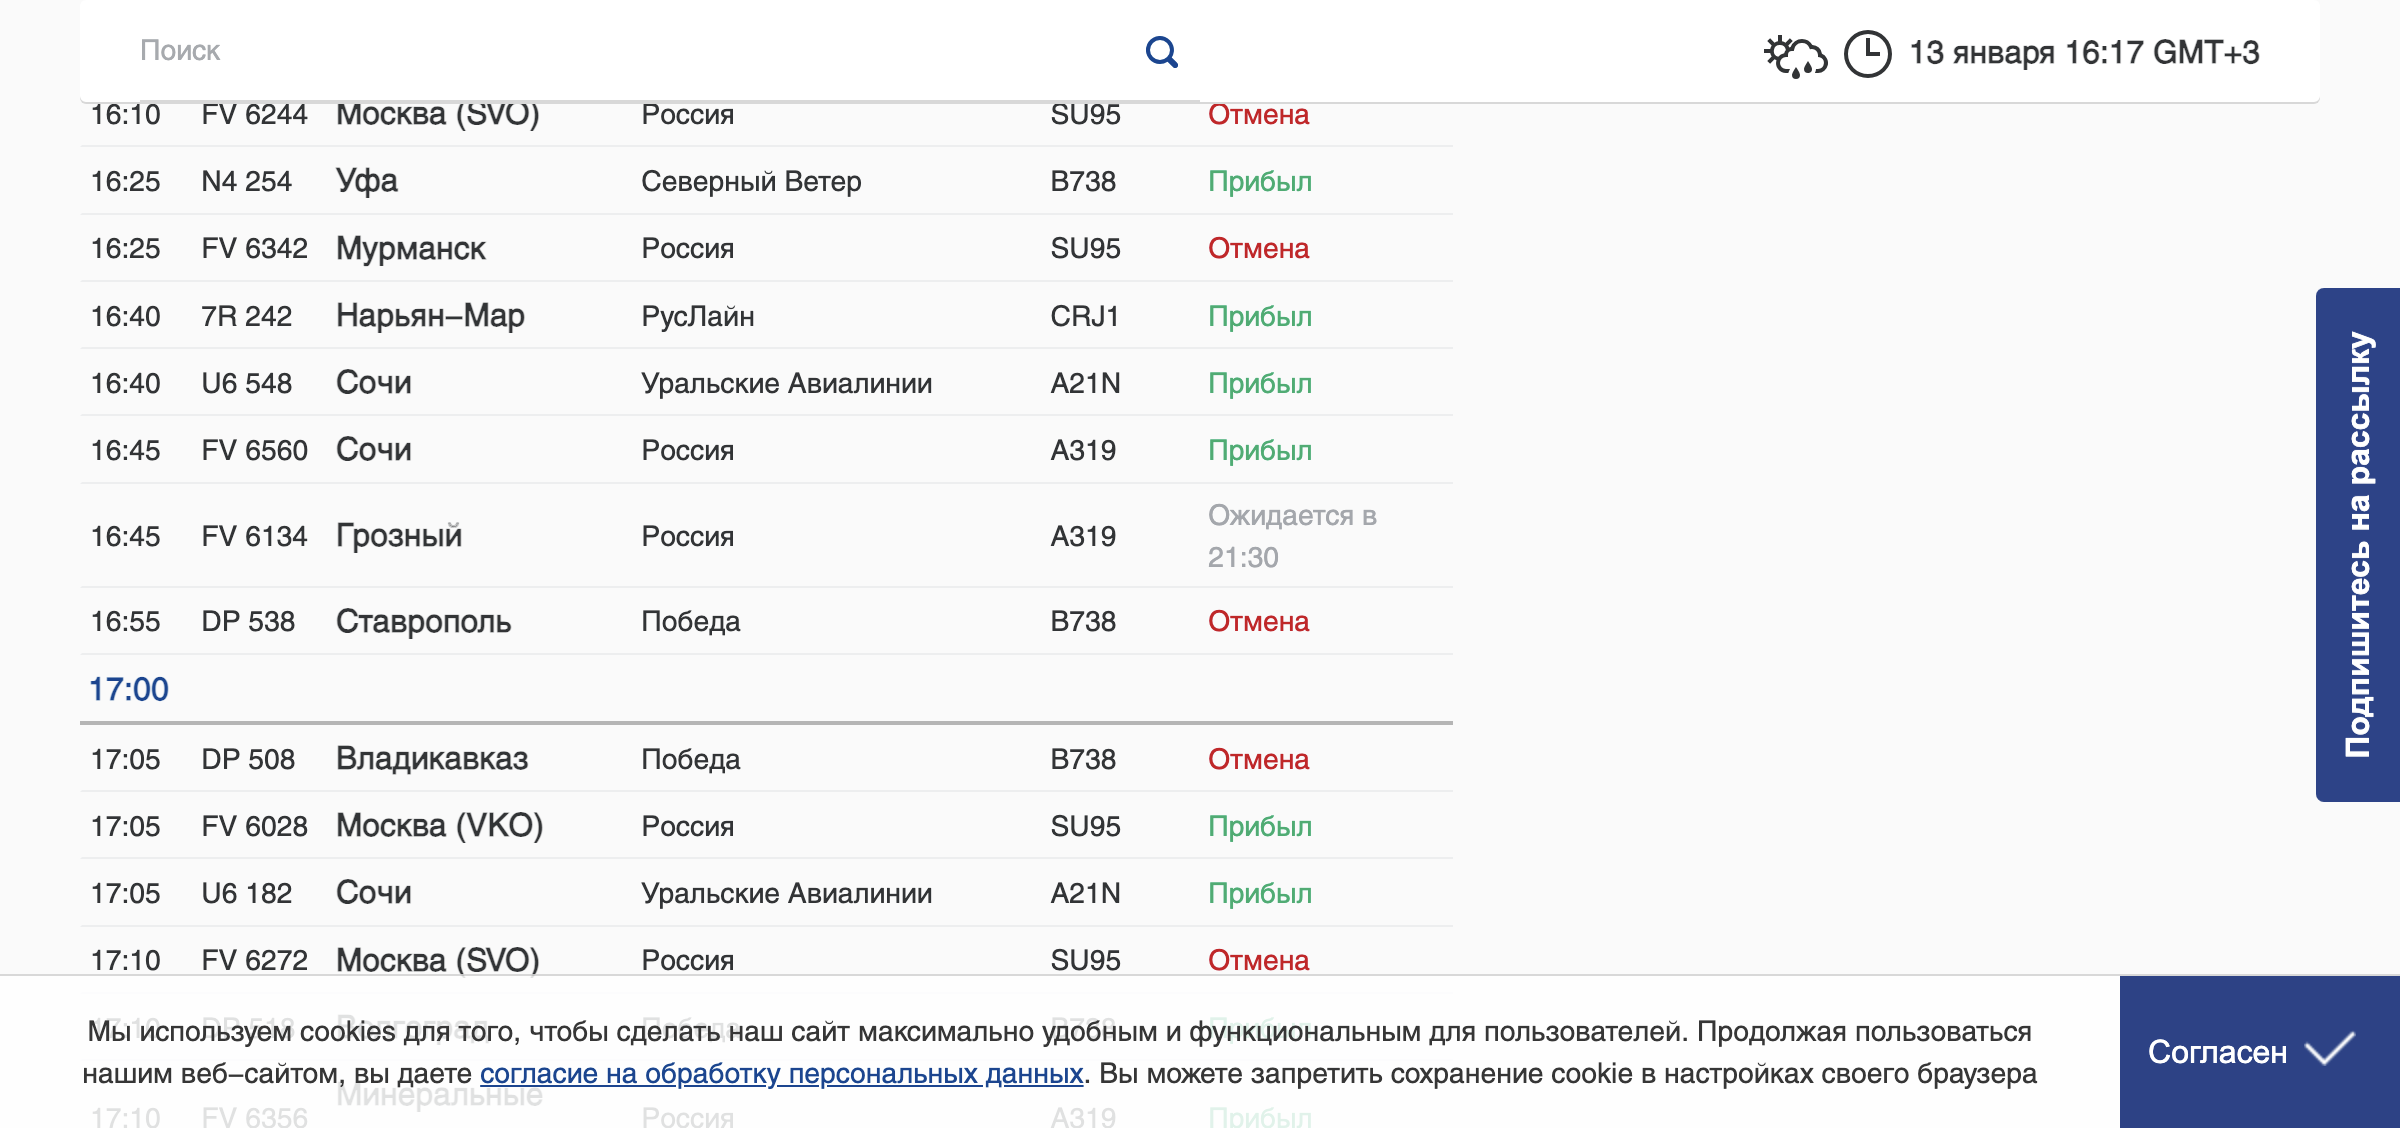 Поиск
13 января 16:17 GMT+3
16:10 FV 6244 Москва (SVO) Россия SU95 Отмена
16:25 N4 254 Уфа Северный Ветер B738 Прибыл
16:25 FV 6342 Мурманск Россия SU95 Отмена
16:40 7R 242 Нарьян-Мар РусЛайн CRJ1 Прибыл
16:40 U6 548 Сочи Уральские Авиалинии A21N Прибыл
16:45 FV 6560 Сочи Россия A319 Прибыл
16:45 FV 6134 Грозный Россия A319 Ожидается в
21:30
16:55 DP 538 Ставрополь Победа B738 Отмена
17:00
17:05 DP 508 Владикавказ Победа B738 Отмена
17:05 FV 6028 Москва (VKO) Россия SU95 Прибыл
17:05 U6 182 Сочи Уральские Авиалинии A21N Прибыл
17:10 FV 6272 Москва (SVO) Россия SU95 Отмена
17:10 DP 518 Волгоград Победа B738 Прибыл
Мы используем cookies для того, чтобы сделать наш сайт максимально удобным и функциональным для пользователей. Продолжая пользоваться
нашим веб-сайтом, вы даете согласие на обработку персональных данных. Вы можете запретить сохранение cookie в настройках своего браузера
Согласен
Минеральные
17:10 FV 6356 Россия A319 Прибыл
Подпишитесь на рассылку